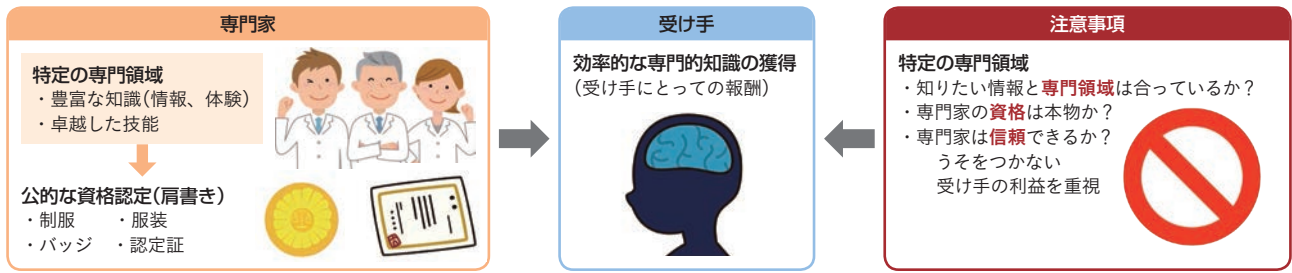 専門家
特定の専門領域
・豊富な知識(情報、体験)
・卓越した技能
公的な資格認定(肩書き)
・制服　・服装
・バッジ　・認定証
受け手
効率的な専門的知識の獲得
(受け手にとっての報酬)
注意事項
特定の専門領域
・知りたい情報と専門領域は合っているか？
・専門家の資格は本物か？
・専門家は信頼できるか？
うそをつかない
受け手の利益を重視